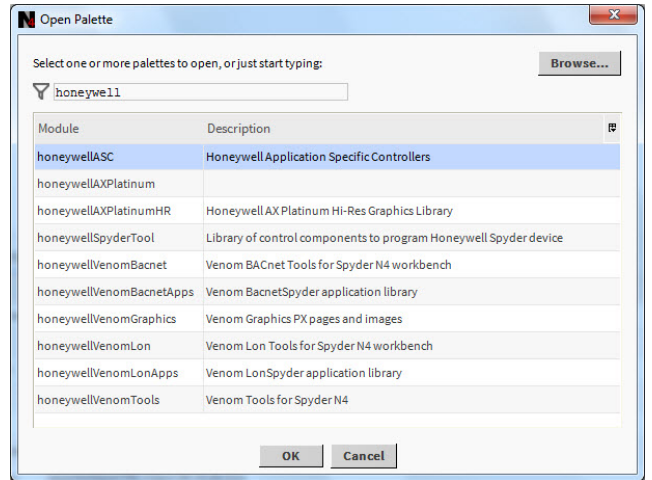 Open Palette
Select one or more palettes to open, or just start typing:
Browse...
honeywell
Module Description
honeywellASC Honeywell Application Specific Controllers
honeywellAXPlatinum
honeywellAXPlatinumHR Honeywell AX Platinum Hi-Res Graphics Library
honeywellSpyderTool Library of control components to program Honeywell Spyder device
honeywellVenomBacnet Venom BACnet Tools for Spyder N4 workbench
honeywellVenomBacnetApps Venom BacnetSpyder application library
honeywellVenomGraphics Venom Graphics PX pages and images
honeywellVenomLon Venom Lon Tools for Spyder N4 workbench
honeywellVenomLonApps Venom LonSpyder application library
honeywellVenomTools Venom Tools for Spyder N4
OK Cancel